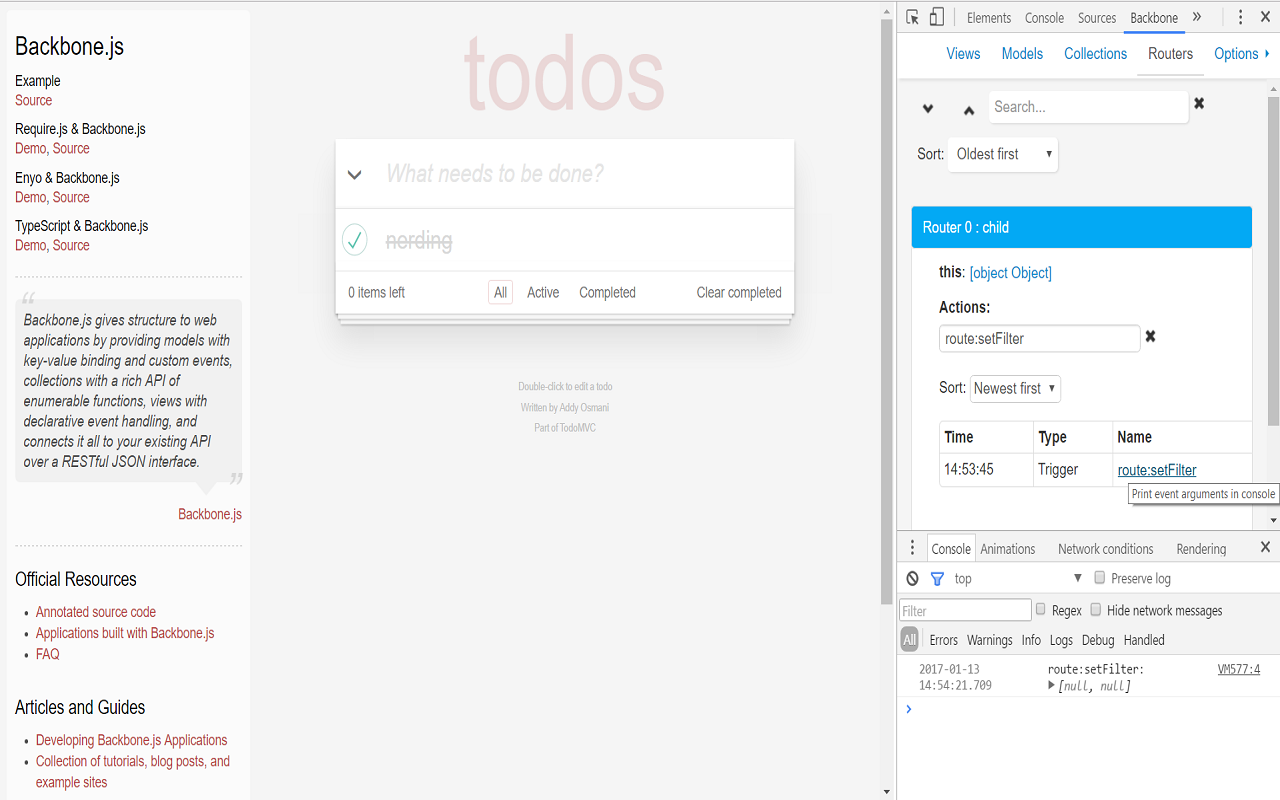 Backbone.js
Example
Source
Require.js & Backbone.js
Demo, Source
Enyo & Backbone.js
Demo, Source
TypeScript & Backbone.js
Demo, Source
“
Backbone.js gives structure to web
applications by providing models with
key-value binding and custom events,
collections with a rich API of
enumerable functions, views with
declarative event handling, and
connects it all to your existing API
over a RESTful JSON interface.
”
Backbone.js
Official Resources
Annotated source code
Applications built with Backbone.js
FAQ
Articles and Guides
Developing Backbone.js Applications
Collection of tutorials, blog posts, and
example sites
todos
What needs to be done?
nerding
0 items left All Active Completed Clear completed
Double-click to edit a todo
Written by Addy Osmani
Part of TodoMVC
Elements Console Sources Backbone »
Views Models Collections Routers Options
Search...
Sort: Oldest first
Router 0 : child
this: [object Object]
Actions:
route:setFilter
Sort: Newest first
Time Type Name
14:53:45 Trigger route:setFilter
Print event arguments in console
Console Animations Network conditions Rendering
top Preserve log
Filter Regex Hide network messages
All Errors Warnings Info Logs Debug Handled
2017-01-13 route:setFilter: VM577:4
14:54:21.709 [null, null]